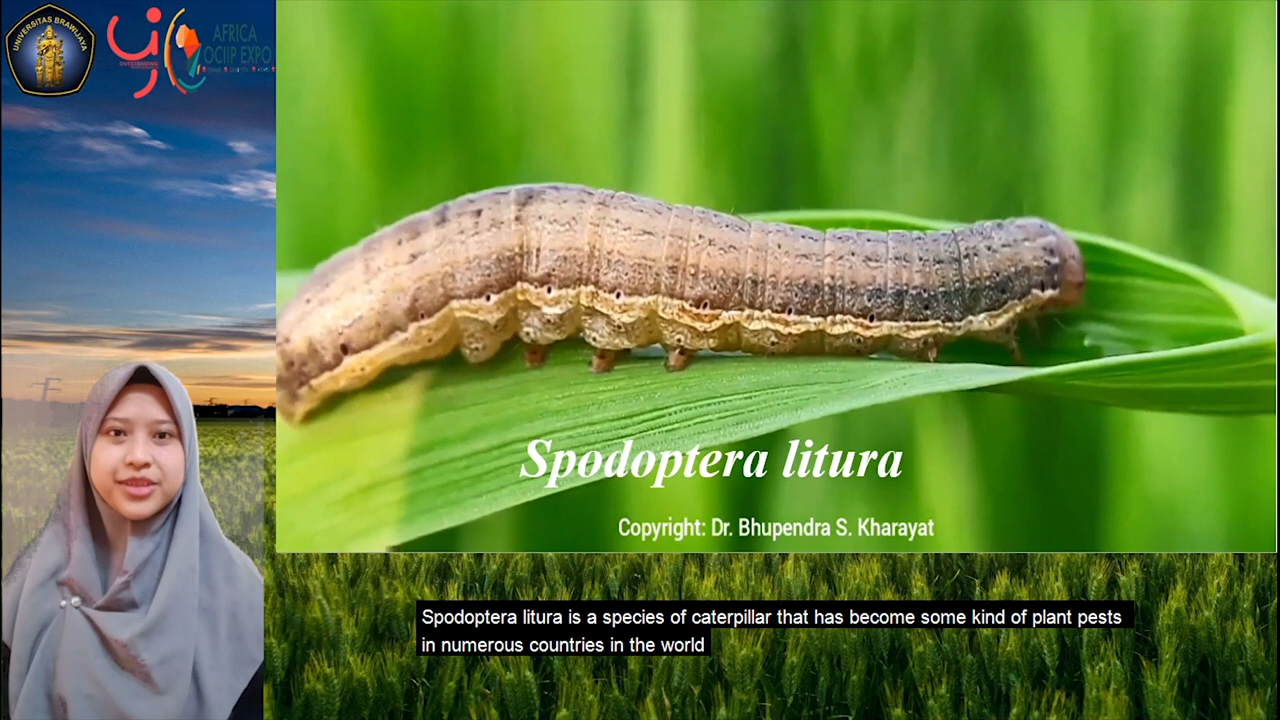 UNIVERSITAS BRAWIJAYA
AFRICA
OCIIP EXPO
OUTSTANDING
Spodoptera litura
Copyright: Dr. Bhupendra S. Kharayat
Spodoptera litura is a species of caterpillar that has become some kind of plant pests
in numerous countries in the world